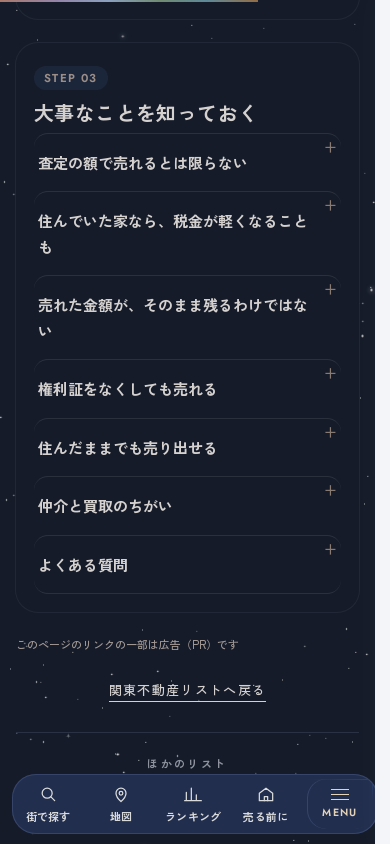 STEP 03
大事なことを知っておく
査定の額で売れるとは限らない
住んでいた家なら、税金が軽くなること
も
売れた金額が、そのまま残るわけではな
い
権利証をなくしても売れる
住んだままでも売り出せる
仲介と買取のちがい
よくある質問
このページのリンクの一部は広告（PR）です
関東不動産リストへ戻る
ほかのリスト
街で探す 地図 ランキング 売る前に MENU